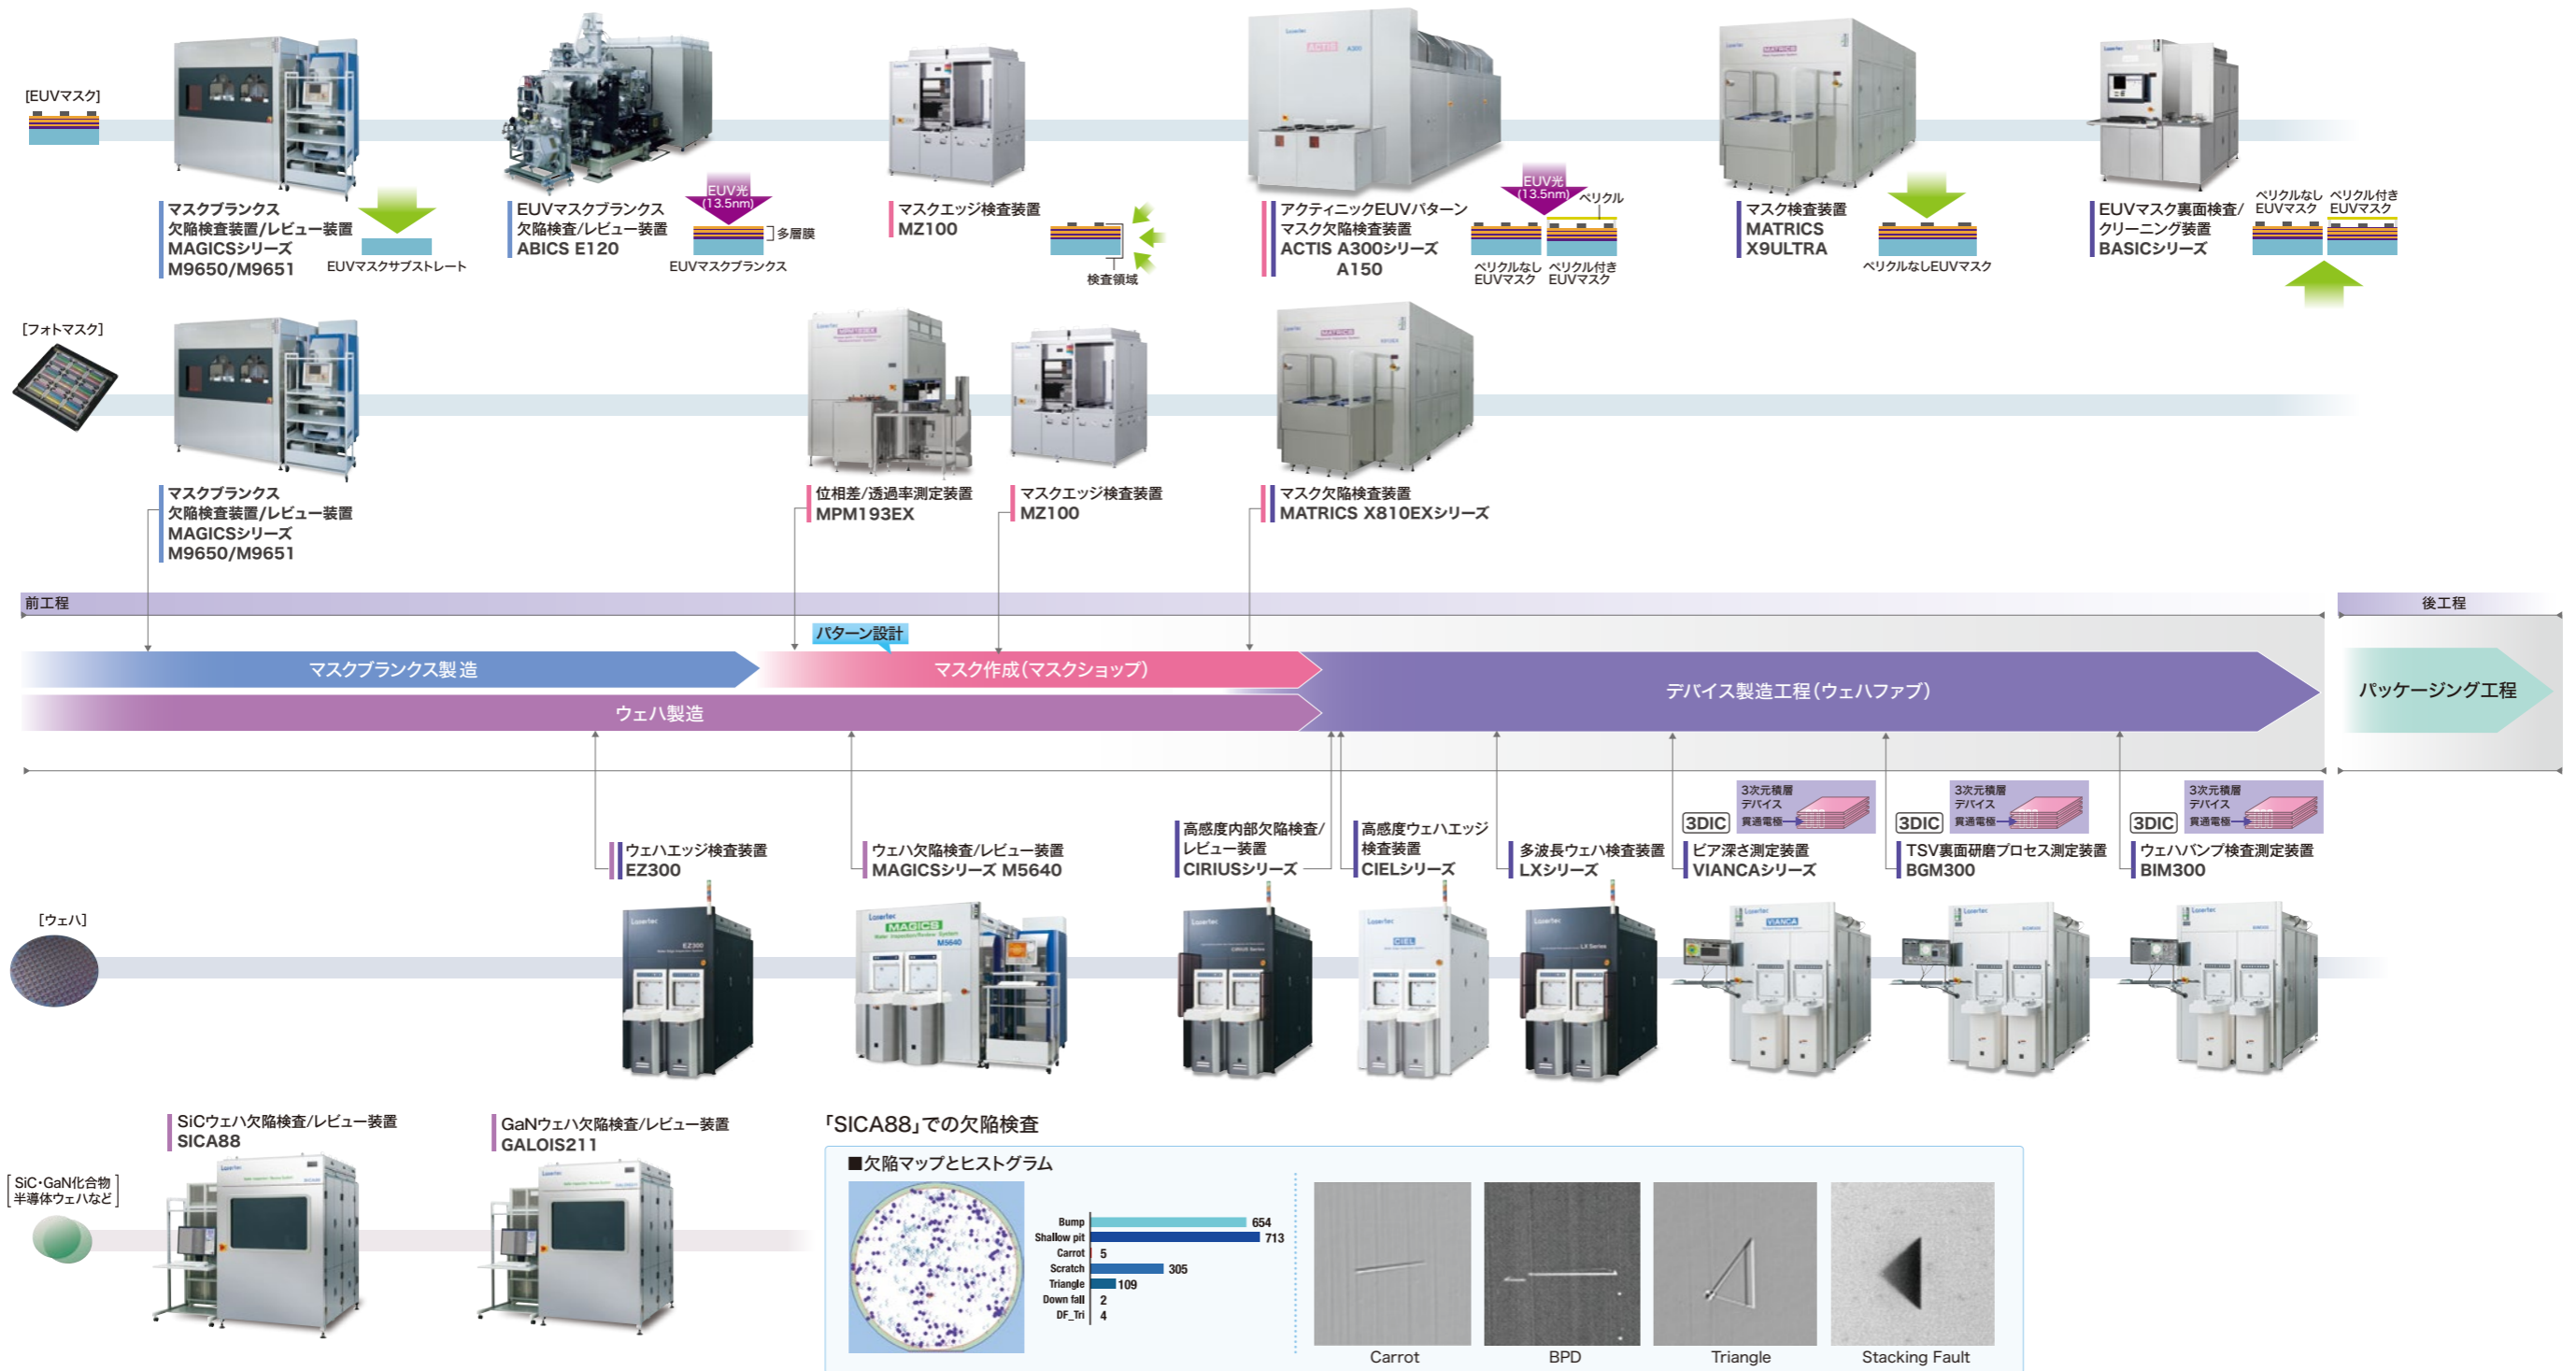 [EUVマスク]
マスクブランクス
欠陥検査装置/レビュー装置
MAGICSシリーズ
M9650/M9651
EUVマスクサブストレート
EUVマスクブランクス
欠陥検査/レビュー装置
ABICS E120
EUV光
(13.5nm)
多層膜
EUVマスクブランクス
マスクエッジ検査装置
MZ100
検査領域
Lasertec
ACTIS A300
アクティニックEUVパターン
マスク欠陥検査装置
ACTIS A300シリーズ
A150
EUV光
(13.5nm)
ペリクル
ペリクルなし
EUVマスク
ペリクル付き
EUVマスク
MATRICS
マスク検査装置
MATRICS
X9ULTRA
ペリクルなしEUVマスク
Lasertec
EUVマスク裏面検査/
クリーニング装置
BASICシリーズ
ペリクルなし
EUVマスク
ペリクル付き
EUVマスク
[フォトマスク]
マスクブランクス
欠陥検査装置/レビュー装置
MAGICSシリーズ
M9650/M9651
MPM193EX
位相差/透過率測定装置
MPM193EX
マスクエッジ検査装置
MZ100
Lasertec
MATRICS
マスク欠陥検査装置
MATRICS X810EXシリーズ
前工程
後工程
パターン設計
マスクブランクス製造
マスク作成(マスクショップ)
ウェハ製造
デバイス製造工程(ウェハファブ)
パッケージング工程
ウェハエッジ検査装置
EZ300
ウェハ欠陥検査/レビュー装置
MAGICSシリーズ M5640
高感度内部欠陥検査/
レビュー装置
CIRIUSシリーズ
高感度ウェハエッジ
検査装置
CIELシリーズ
多波長ウェハ検査装置
LXシリーズ
3DIC
3次元積層
デバイス
貫通電極
ビア深さ測定装置
VIANCAシリーズ
3DIC
3次元積層
デバイス
貫通電極
TSV裏面研磨プロセス測定装置
BGM300
3DIC
3次元積層
デバイス
貫通電極
ウェハバンプ検査測定装置
BIM300
[ウェハ]
Lasertec
EZ300
Lasertec
MAGICS
Wafer Inspection/Review System
M5640
Lasertec
CIRIUS Series
Lasertec
CIEL
Lasertec
LX Series
Lasertec
VIANCA
Lasertec
BGM300
Lasertec
BIM300
SiCウェハ欠陥検査/レビュー装置
SICA88
GaNウェハ欠陥検査/レビュー装置
GALOIS211
[SiC・GaN化合物
半導体ウェハなど]
Lasertec
SICA88
Lasertec
GALOIS211
「SICA88」での欠陥検査
■欠陥マップとヒストグラム
Bump 654
Shallow pit 713
Carrot 5
Scratch 305
Triangle 109
Down fall 2
DF_Tri 4
Carrot
BPD
Triangle
Stacking Fault